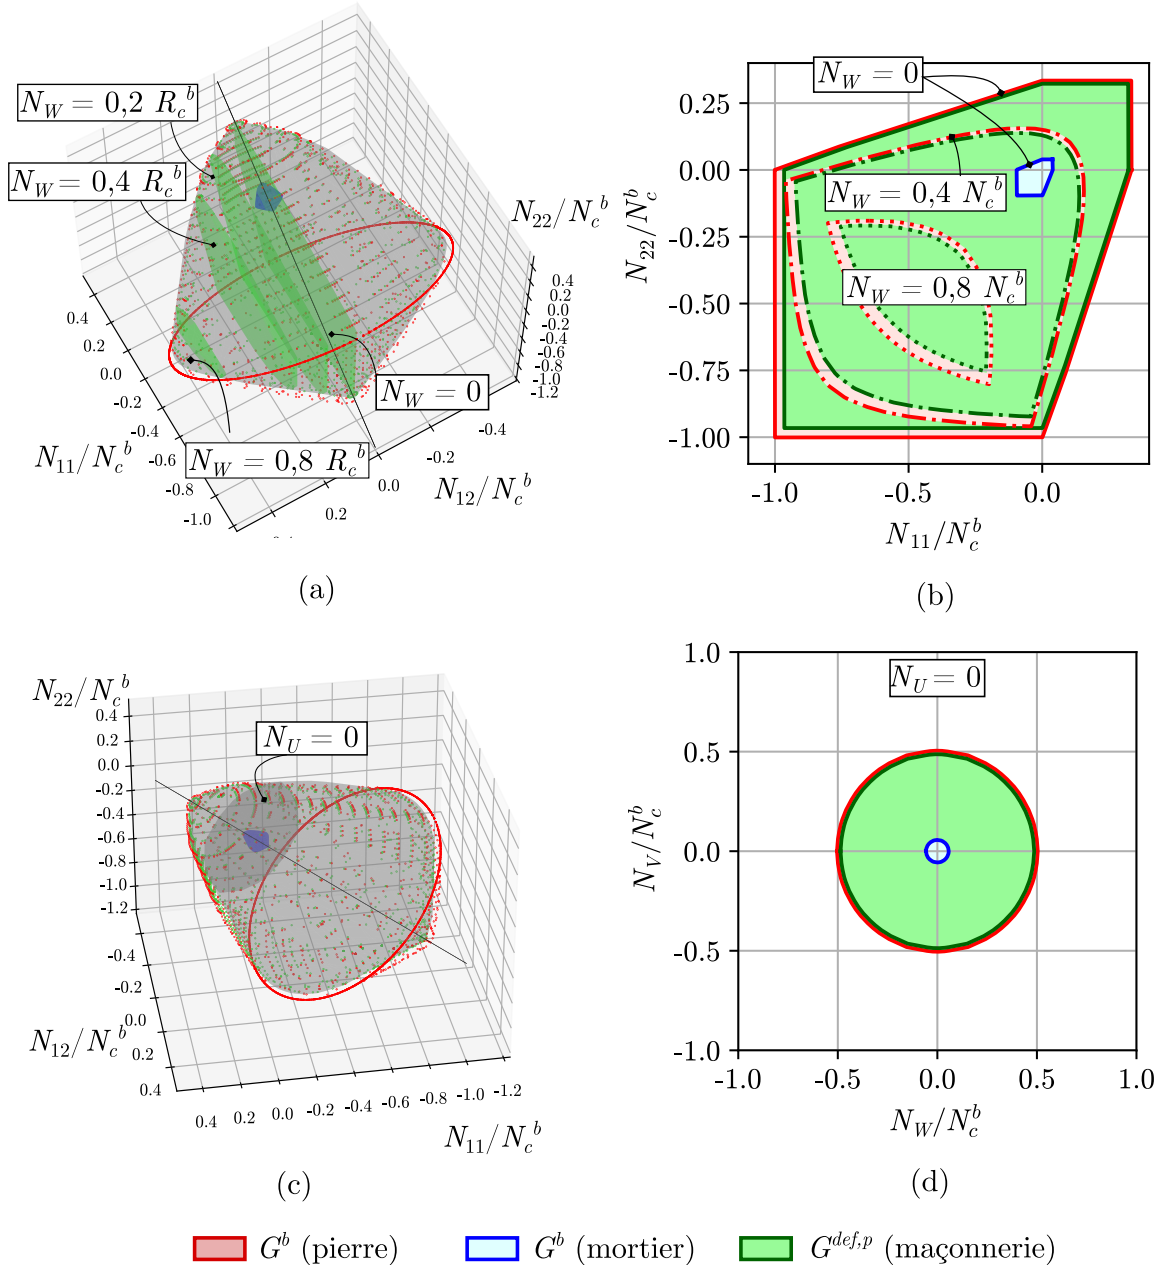 N_W = 0,2 R_c^b
N_W = 0,4 R_c^b
N_22/N_c^b
0.4
0.2
0.0
-0.2
-0.4
-0.6
-0.8
-1.0
-1.2
0.4
0.2
0.0
-0.2
-0.4
-0.6
-0.8
-1.0
N_W = 0
N_W = 0,8 R_c^b
N_11/N_c^b
-0.4
-0.2
0.0
0.2
N_12/N_c^b
(a)
N_W = 0
N_W = 0,4 N_c^b
N_W = 0,8 N_c^b
N_22/N_c^b
0.25
0.00
-0.25
-0.50
-0.75
-1.00
-1.0
-0.5
0.0
N_11/N_c^b
(b)
N_22/N_c^b
0.4
0.2
0.0
-0.2
-0.4
-0.6
-0.8
-1.0
-1.2
N_U = 0
-0.4
-0.2
0.0
0.2
0.4
N_12/N_c^b
0.4
0.2
0.0
-0.2
-0.4
-0.6
-0.8
-1.0
-1.2
N_11/N_c^b
(c)
N_U = 0
N_V/N_c^b
1.0
0.5
0.0
-0.5
-1.0
-1.0
-0.5
0.0
0.5
1.0
N_W/N_c^b
(d)
G^b (pierre)
G^b (mortier)
G^{def,p} (maçonnerie)